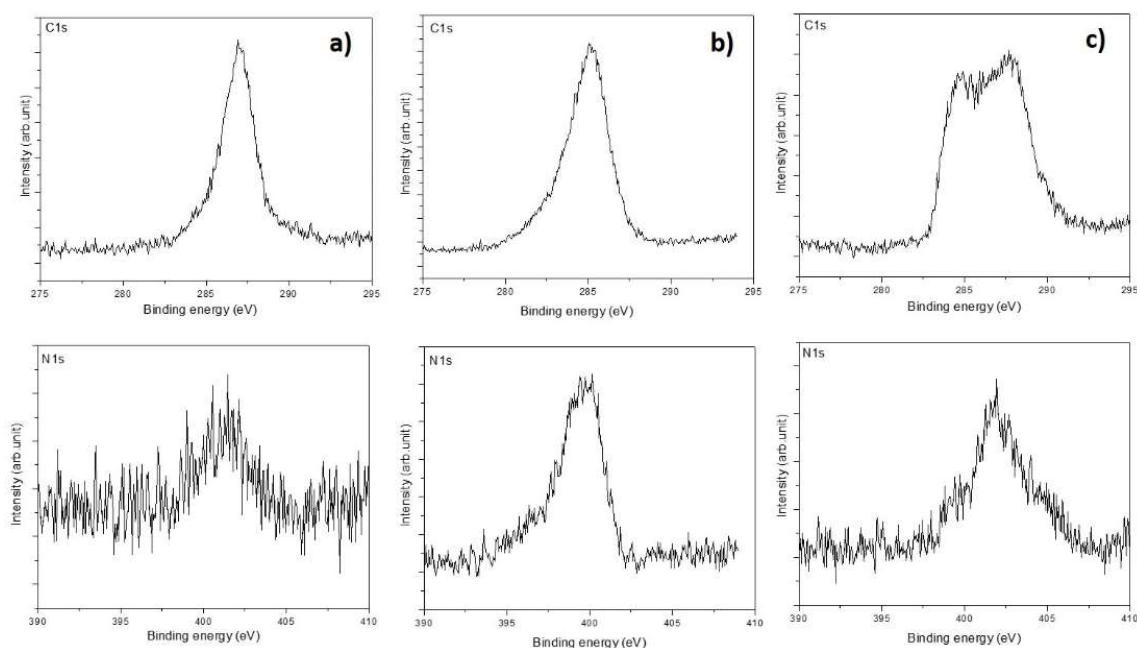 C1s
a)
Intensity (arb.unit)
275 280 285 290 295
Binding energy (eV)
C1s
b)
Intensity (arb.unit)
275 280 285 290 295
Binding energy (eV)
C1s
c)
Intensity (arb.unit)
275 280 285 290 295
Binding energy (eV)
N1s
Intensity (arb.unit)
390 395 400 405 410
Binding energy (eV)
N1s
Intensity (arb.unit)
390 395 400 405 410
Binding energy (eV)
N1s
Intensity (arb.unit)
390 395 400 405 410
Binding energy (eV)